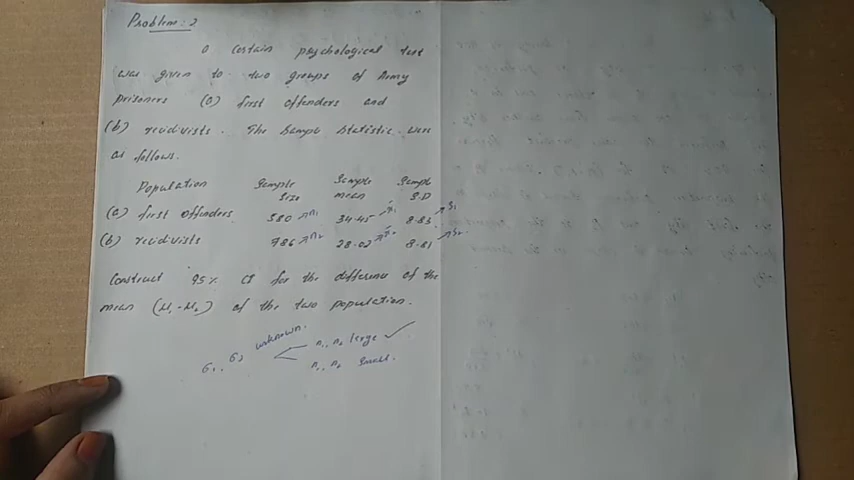 Problem: 2
A certain psychological test
was given to two groups of Army
prisoners (a) first offenders and
(b) recidivists. The Sample Statistic were
as follows.
Population Sample Size Sample mean Sample S.D
(a) first offenders 580 → n₁ 34.45 → x̄₁ 8.83 → S₁
(b) recidivists 786 → n₂ 28.02 → x̄₂ 8.81 → S₂
Construct 95% CI for the difference of the
mean (μ₁-μ₂) of the two population.
σ₁, σ₂ unknown.
n₁, n₂ large ✓
n₁, n₂ small.